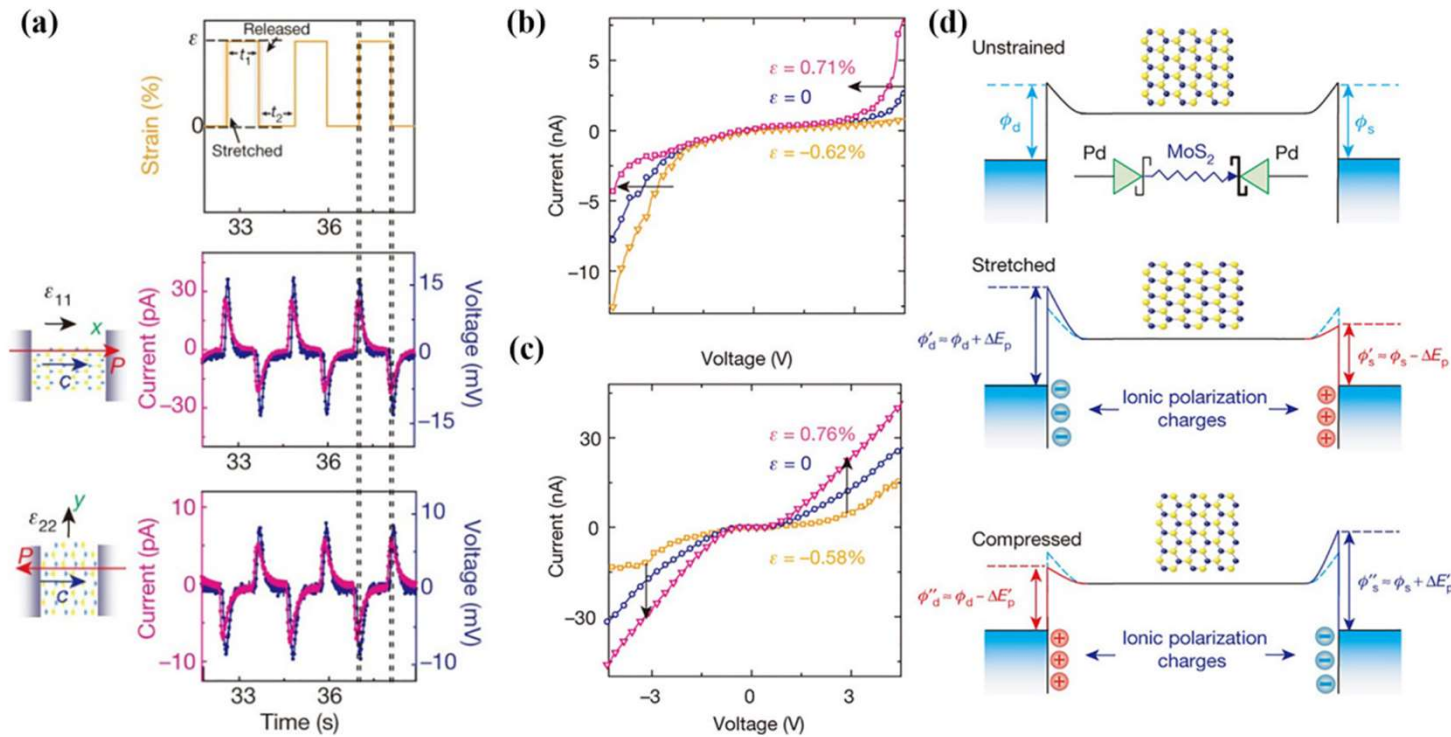 (a)
Strain (%)
ε
0
Released
t₁
t₂
Stretched
33
36
ε₁₁
x
P
c
Current (pA)
30
0
−30
Voltage (mV)
15
0
−15
33
36
ε₂₂
y
P
c
Current (pA)
10
0
−10
Voltage (mV)
10
0
−10
33
36
Time (s)
(b)
Current (nA)
5
0
−5
−10
ε = 0.71%
ε = 0
ε = −0.62%
Voltage (V)
(c)
Current (nA)
30
0
−30
ε = 0.76%
ε = 0
ε = −0.58%
−3
0
3
Voltage (V)
(d)
Unstrained
ϕd
ϕs
Pd
MoS₂
Pd
Stretched
ϕ′d ≈ ϕd + ΔEp
ϕ′s ≈ ϕs − ΔEp
Ionic polarization
charges
Compressed
ϕ″d ≈ ϕd − ΔE′p
ϕ″s ≈ ϕs + ΔE′p
Ionic polarization
charges